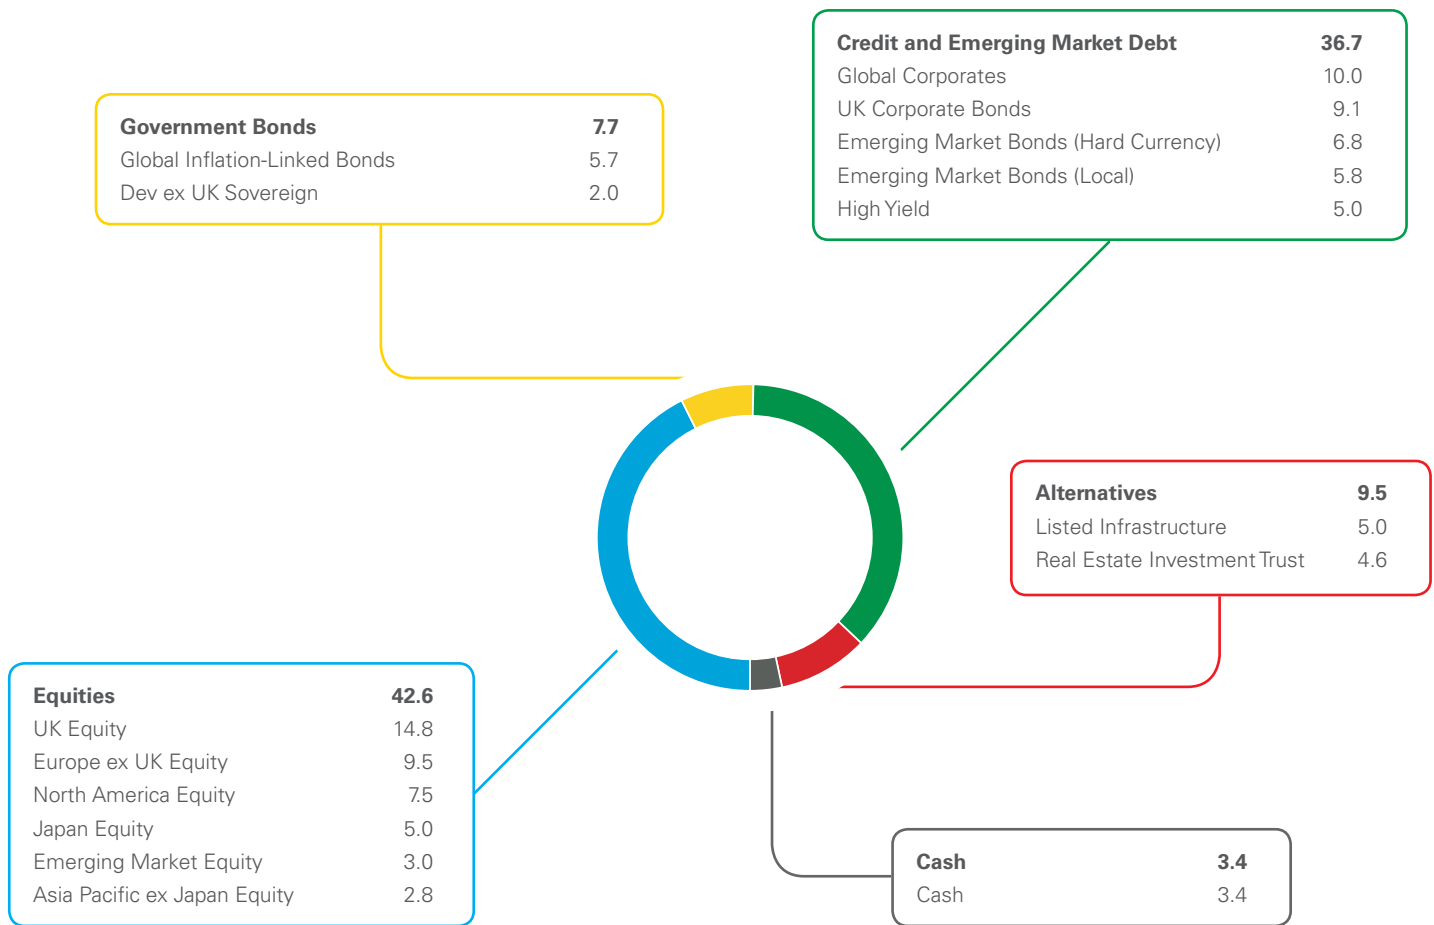 Credit and Emerging Market Debt 36.7
Global Corporates 10.0
UK Corporate Bonds 9.1
Emerging Market Bonds (Hard Currency) 6.8
Emerging Market Bonds (Local) 5.8
High Yield 5.0
Government Bonds 7.7
Global Inflation-Linked Bonds 5.7
Dev ex UK Sovereign 2.0
Alternatives 9.5
Listed Infrastructure 5.0
Real Estate Investment Trust 4.6
Equities 42.6
UK Equity 14.8
Europe ex UK Equity 9.5
North America Equity 7.5
Japan Equity 5.0
Emerging Market Equity 3.0
Asia Pacific ex Japan Equity 2.8
Cash 3.4
Cash 3.4